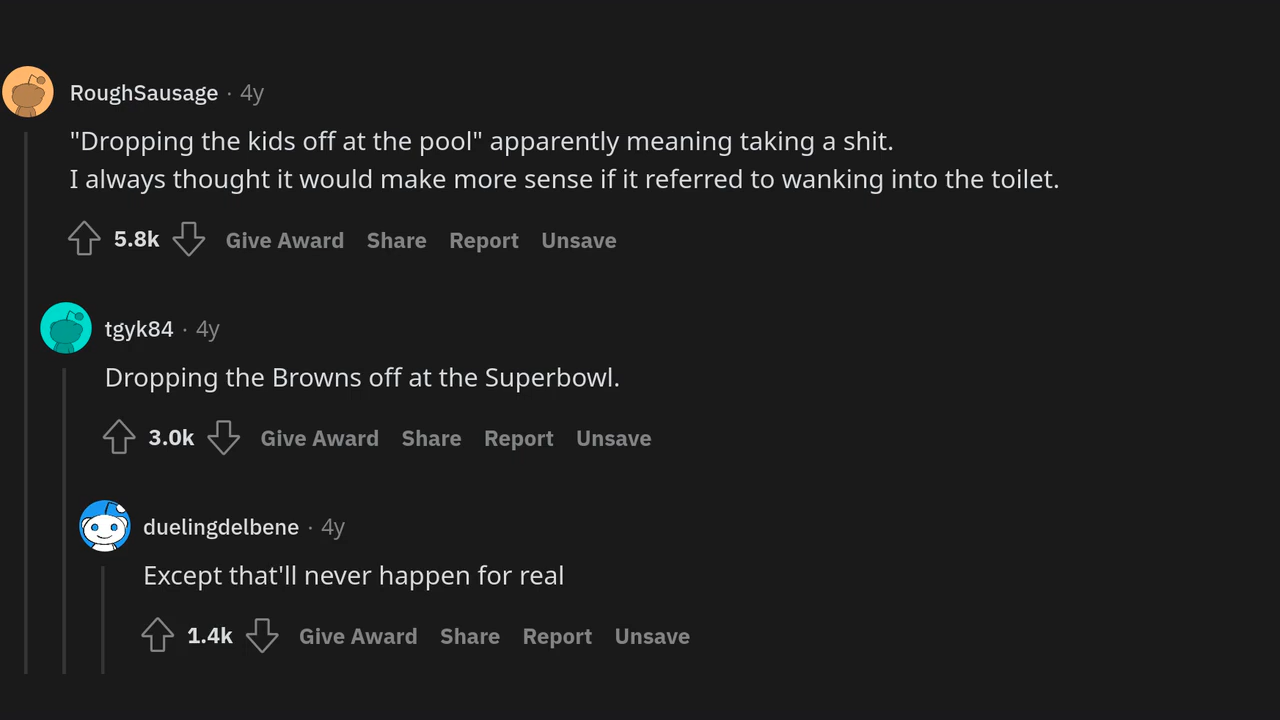 RoughSausage · 4y
"Dropping the kids off at the pool" apparently meaning taking a shit.
I always thought it would make more sense if it referred to wanking into the toilet.
5.8k Give Award Share Report Unsave
tgyk84 · 4y
Dropping the Browns off at the Superbowl.
3.0k Give Award Share Report Unsave
duelingdelbene · 4y
Except that'll never happen for real
1.4k Give Award Share Report Unsave